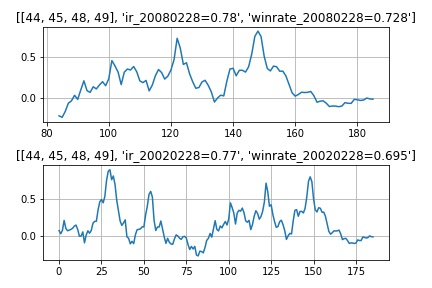 [[44, 45, 48, 49], 'ir_20080228=0.78', 'winrate_20080228=0.728']
0.5
0.0
80 100 120 140 160 180
[[44, 45, 48, 49], 'ir_20020228=0.77', 'winrate_20020228=0.695']
0.5
0.0
0 25 50 75 100 125 150 175